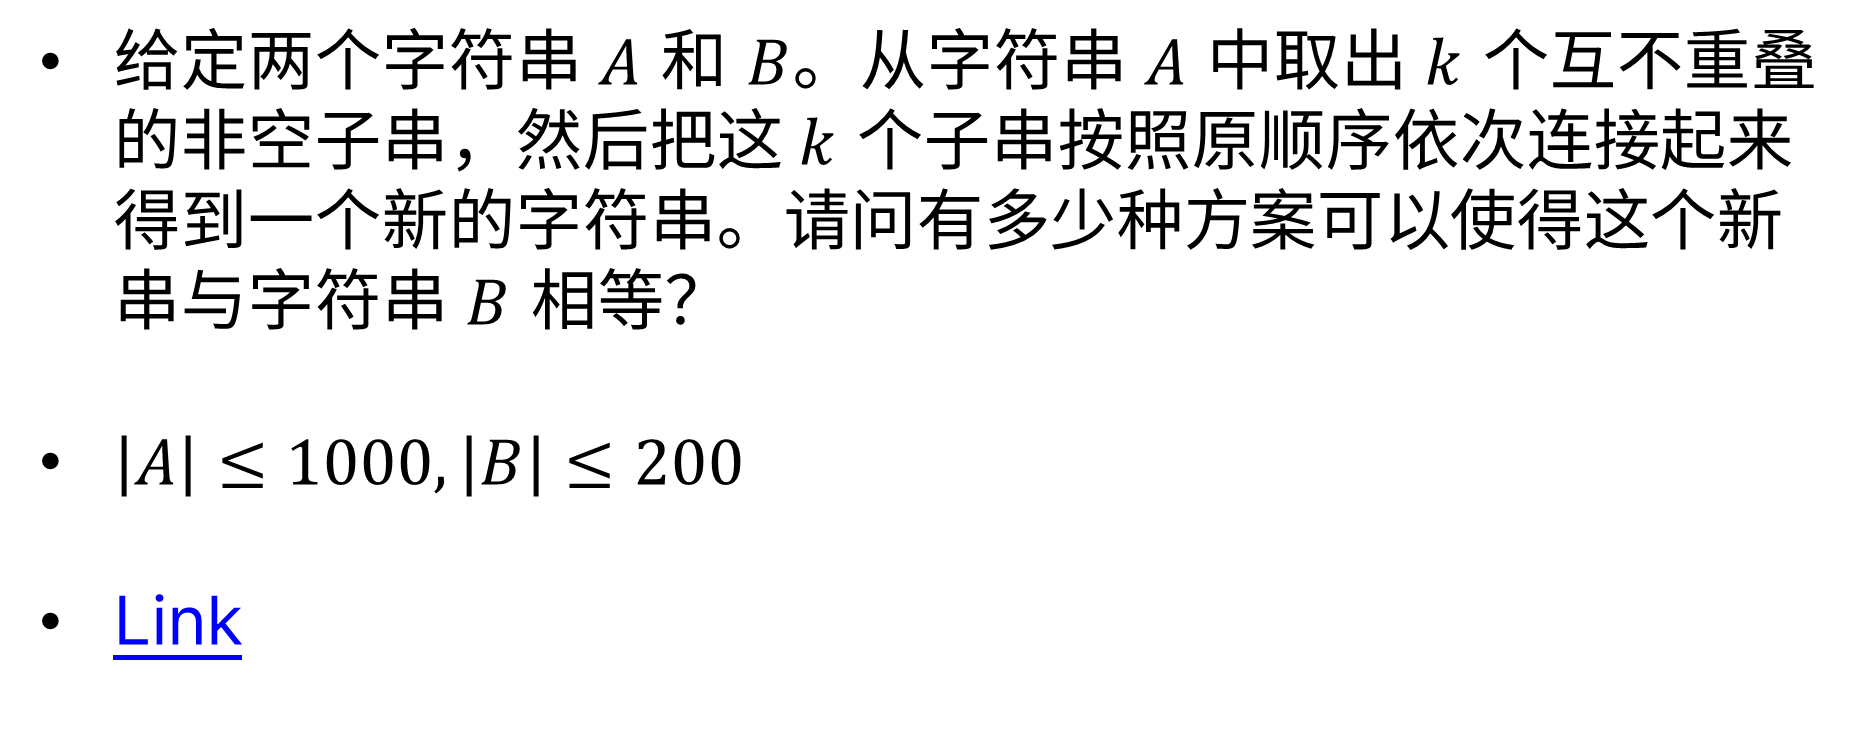 • 给定两个字符串 A 和 B。从字符串 A 中取出 k 个互不重叠
的非空子串，然后把这 k 个子串按照原顺序依次连接起来
得到一个新的字符串。请问有多少种方案可以使得这个新
串与字符串 B 相等？
• |A| ≤ 1000, |B| ≤ 200
• Link